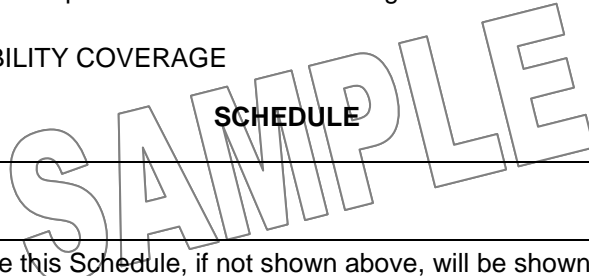 BILITY COVERAGE
SCHEDULE
SAMPLE
e this Schedule, if not shown above, will be shown